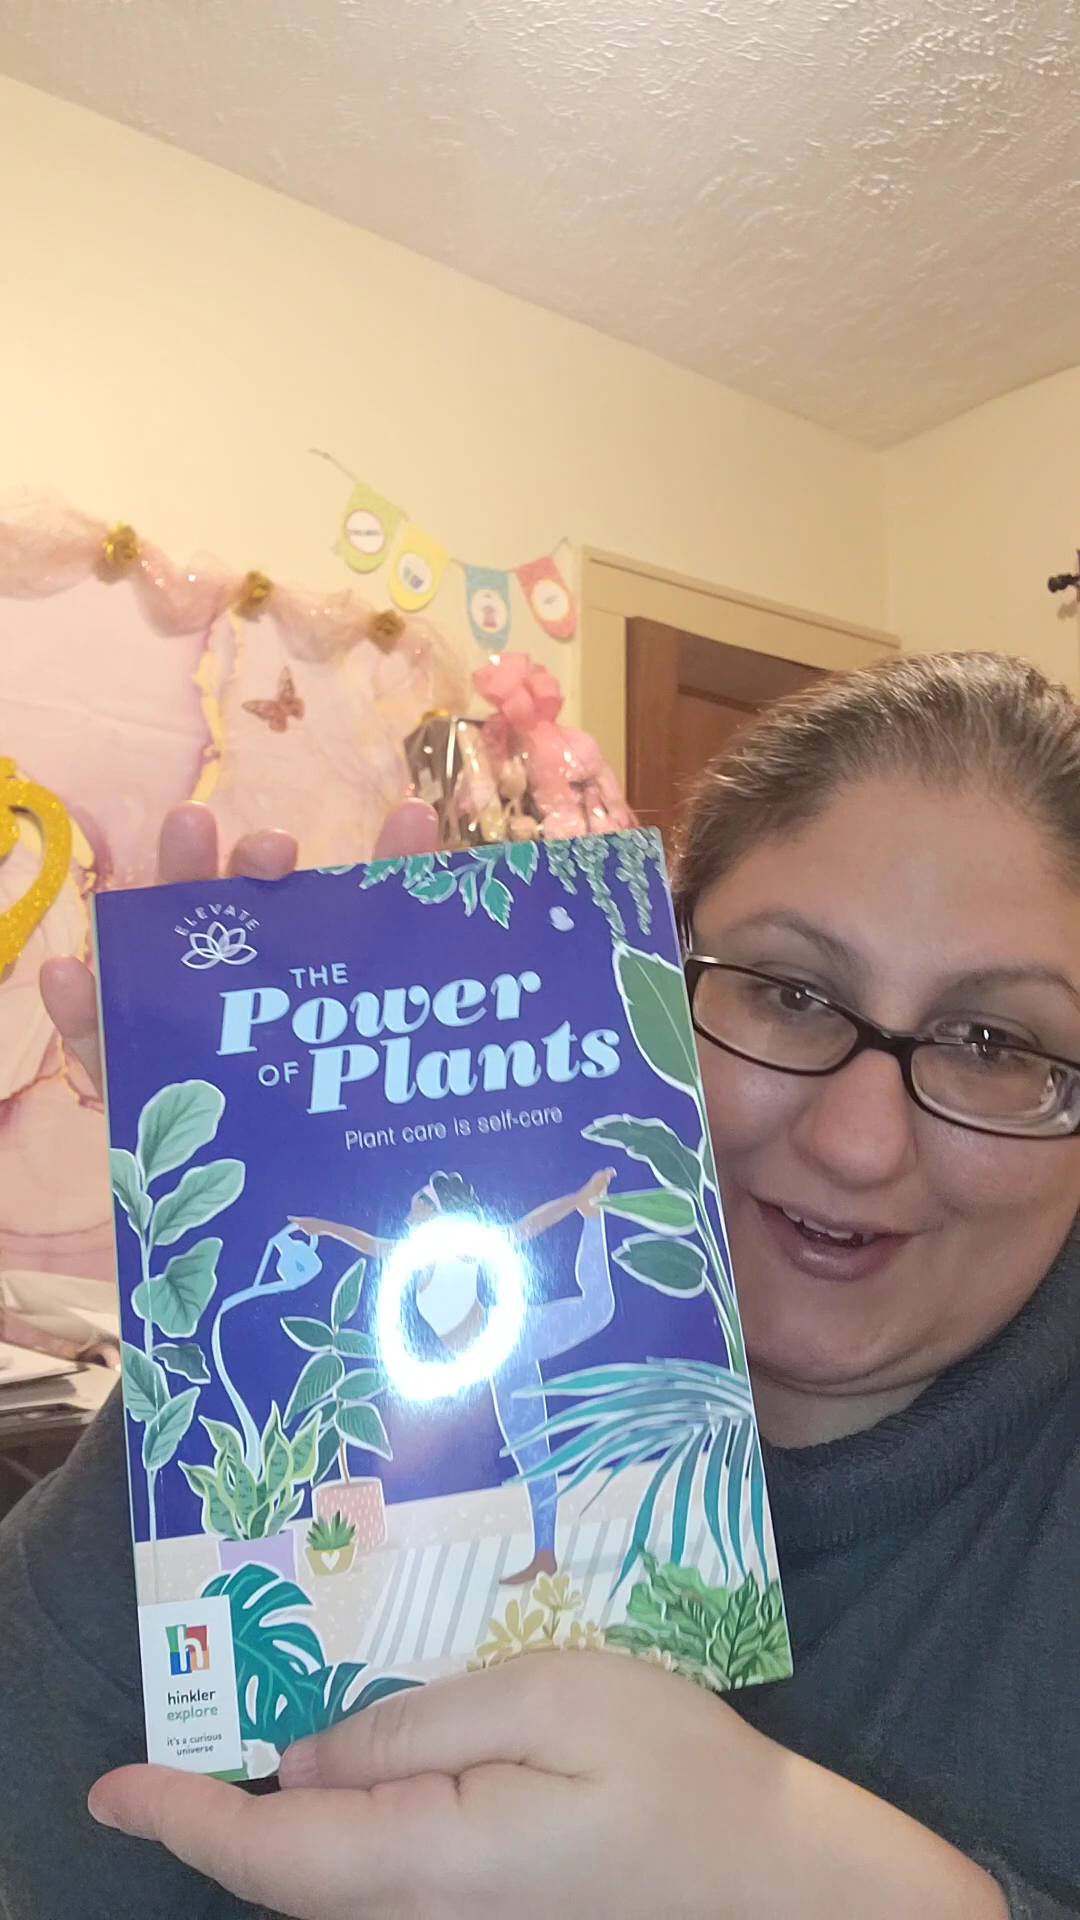 ELEVATE
THE
Power
OF Plants
Plant care is self-care
h
hinkler
explore
it's a curious
universe